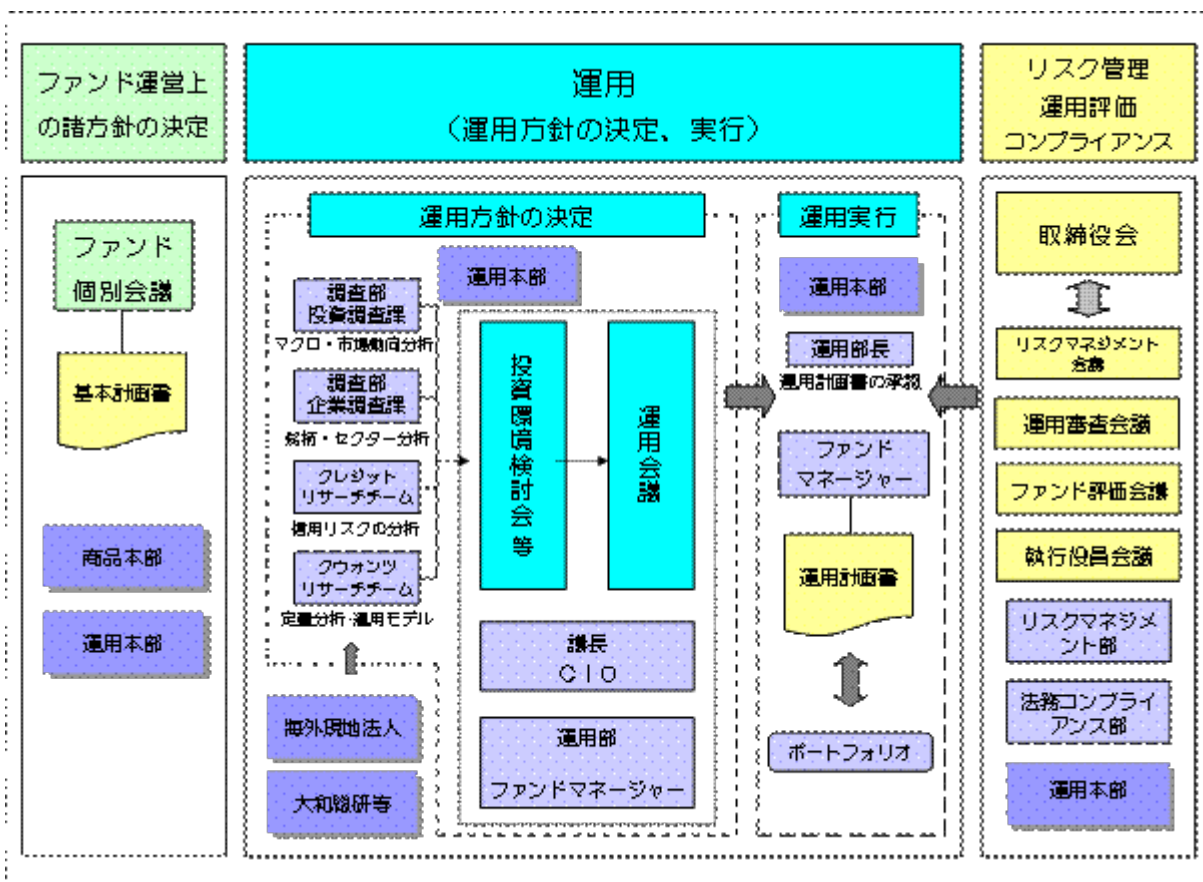 ファンド運営上
の諸方針の決定
運用
（運用方針の決定、実行）
リスク管理
運用評価
コンプライアンス
ファンド
個別会議
基本計画書
商品本部
運用本部
運用方針の決定
運用本部
調査部
投資調査課
マクロ・市場動向分析
調査部
企業調査課
銘柄・セクター分析
クレジット
リサーチチーム
信用リスクの分析
クウォンツ
リサーチチーム
定量分析・運用モデル
海外現地法人
大和総研等
投資環境検討会等
運用会議
議長
ＣＩＯ
運用部
ファンドマネージャー
運用実行
運用本部
運用部長
運用計画書の承認
ファンド
マネージャー
運用計画書
ポートフォリオ
取締役会
リスクマネジメント
会議
運用審査会議
ファンド評価会議
執行役員会議
リスクマネジメ
ント部
法務コンプライ
アンス部
運用本部